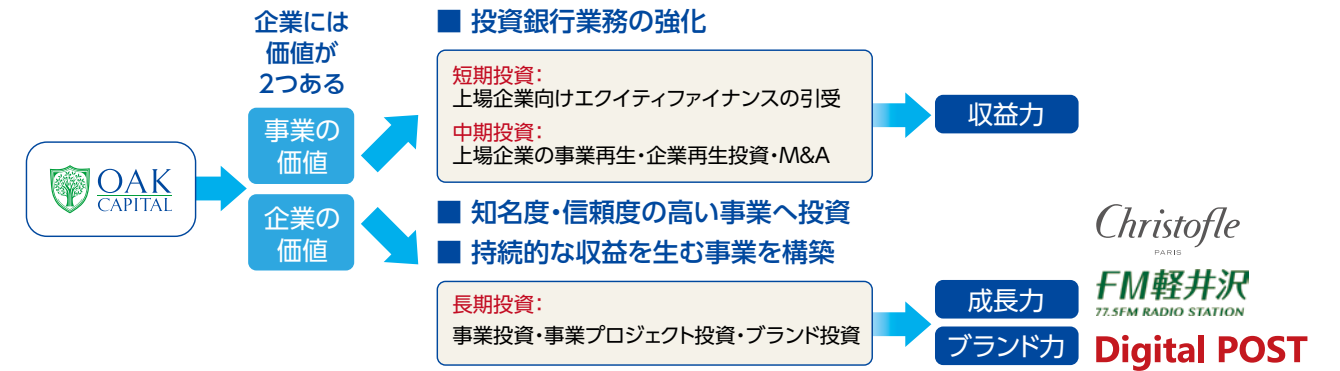 OAK
CAPITAL
企業には
価値が
2つある
事業の
価値
企業の
価値
■ 投資銀行業務の強化
短期投資：
上場企業向けエクイティファイナンスの引受
中期投資：
上場企業の事業再生・企業再生投資・M&A
収益力
■ 知名度・信頼度の高い事業へ投資
■ 持続的な収益を生む事業を構築
長期投資：
事業投資・事業プロジェクト投資・ブランド投資
成長力
ブランド力
Christofle
PARIS
FM軽井沢
77.5FM RADIO STATION
Digital POST